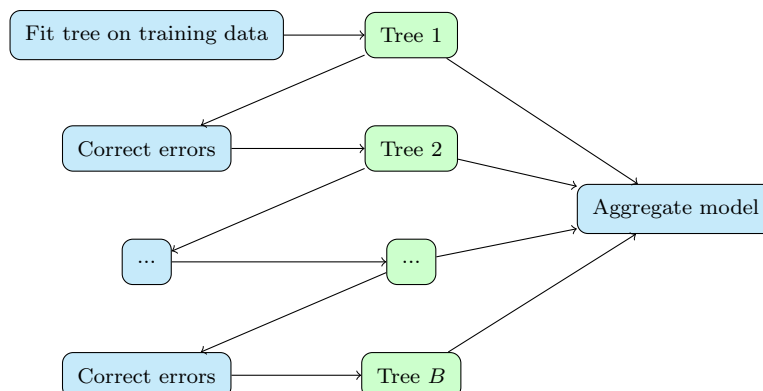 Fit tree on training data
Tree 1
Correct errors
Tree 2
Aggregate model
...
...
Correct errors
Tree B